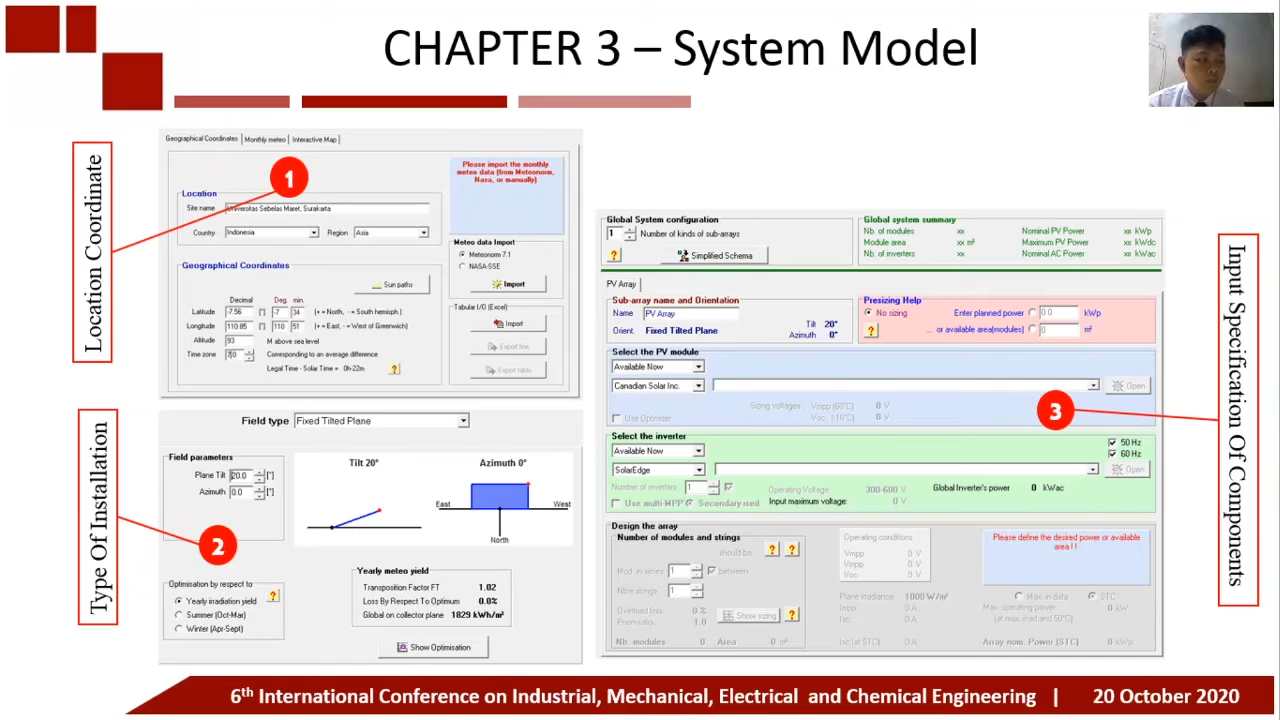 CHAPTER 3 – System Model
Location Coordinate
Geographical Coordinates
Monthly meteo
Interactive Map
1
Please import the monthly
meteo data (from Meteonorm,
Nasa, or manually)
Location
Site name
Universitas Sebelas Maret, Surakarta
Country
Indonesia
Region
Asia
Meteo data Import
Meteonorm 7.1
NASA-SSE
Import
Geographical Coordinates
Sun paths
Decimal Deg. min.
Latitude -7.56 -7 34 (+ = North, - = South hemisph.)
Longitude 110.85 110 51 (+ = East, - = West of Greenwich)
Altitude 93 M above sea level
Time zone 7.0 Corresponding to an average difference
Legal Time - Solar Time = 0h-22m ?
Tabular I/O (Excel)
Import
Export line
Export table
Type Of Installation
Field type Fixed Tilted Plane
Field parameters
Plane Tilt 20.0 [°]
Azimuth 0.0 [°]
2
Tilt 20°
Azimuth 0°
East
West
North
Optimisation by respect to
Yearly irradiation yield ?
Summer (Oct-Mar)
Winter (Apr-Sept)
Yearly meteo yield
Transposition Factor FT 1.02
Loss By Respect To Optimum 0.0%
Global on collector plane 1829 kWh/m²
Show Optimisation
Input Specification Of Components
Global System configuration
1 Number of kinds of sub-arrays
? Simplified Schema
Global system summary
Nb. of modules xx Nominal PV Power xx kWp
Module area xx m² Maximum PV Power xx kWdc
Nb. of inverters xx Nominal AC Power xx kWac
PV Array
Sub-array name and Orientation
Name PV Array
Orient. Fixed Tilted Plane
Tilt 20°
Azimuth 0°
Presizing Help
No sizing Enter planned power 0.0 kWp
? ... or available area(modules) 0 m²
Select the PV module
Available Now
Canadian Solar Inc. Open
Sizing voltages : Vmpp (60°C) 0 V
Use Optimizer Voc (-10°C) 0 V
3
Select the inverter
50 Hz
Available Now
60 Hz
SolarEdge Open
Number of inverters 1 Operating Voltage: 300-600 V Global Inverter's power 0 kWac
Use multi-MPP Secondary used Input maximum voltage: 0 V
Design the array
Number of modules and strings
should be: ? ?
Mod. in series 1 between
Nbre strings 1
Overload loss 0 %
Pnom ratio 1.0 Show sizing ?
Nb. modules 0 Area 0 m²
Operating conditions
Vmpp 0 V
Vmpp 0 V
Voc 0 V
Plane irradiance 1000 W/m²
Impp 0 A
Isc 0 A
Isc (at STC) 0 A
Please define the desired power or available
area !!
Max. in data STC
Max. operating power 0 kW
(at max. irrad and 50°C)
Array nom. Power (STC) 0 kWp
6th International Conference on Industrial, Mechanical, Electrical and Chemical Engineering | 20 October 2020